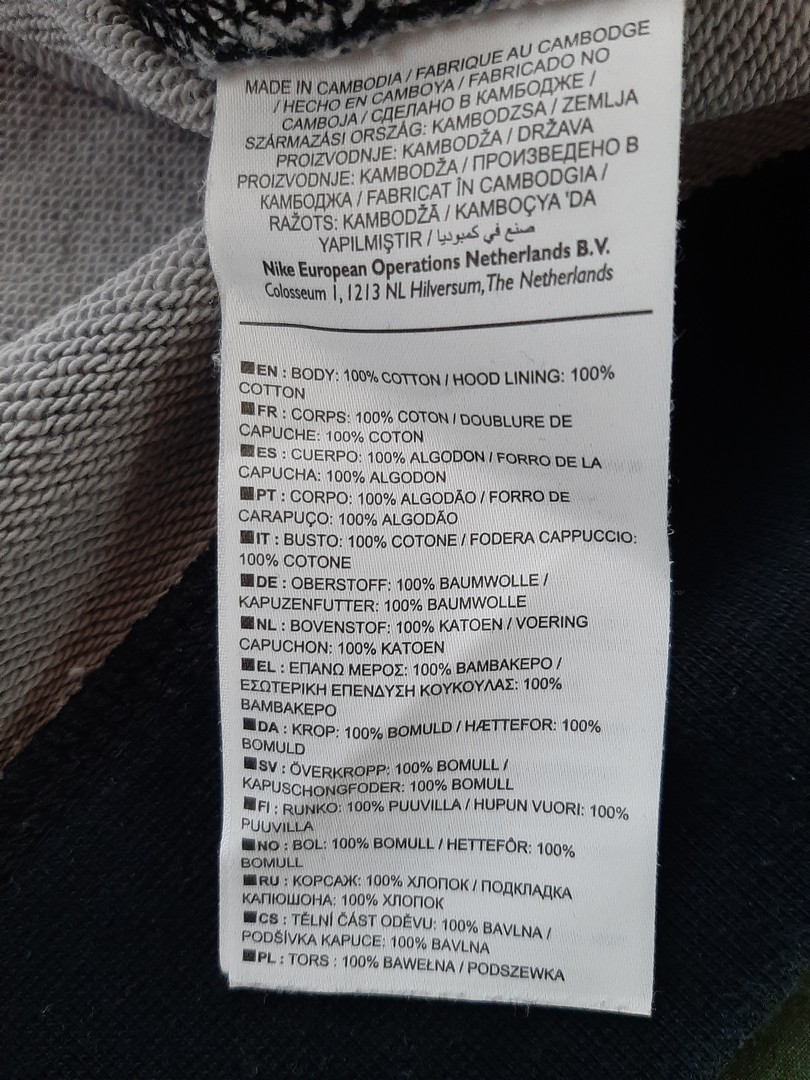 MADE IN CAMBODIA / FABRIQUE AU CAMBODGE
/ HECHO EN CAMBOYA / FABRICADO NO
CAMBOJA / СДЕЛАНО В КАМБОДЖЕ /
SZÁRMAZÁSI ORSZÁG: KAMBODZSA / ZEMLJA
PROIZVODNJE: KAMBODŽA / DRŽAVA
PROIZVODNJE: KAMBODŽA / ПРОИЗВЕДЕНО В
КАМБОДЖА / FABRICAT ÎN CAMBODGIA /
RAŽOTS: KAMBODŽĀ / KAMBOÇYA 'DA
YAPILMIŞTIR / صنع في كمبوديا
Nike European Operations Netherlands B.V.
Colosseum 1, 1213 NL Hilversum, The Netherlands
EN : BODY: 100% COTTON / HOOD LINING: 100%
COTTON
FR : CORPS: 100% COTON / DOUBLURE DE
CAPUCHE: 100% COTON
ES : CUERPO: 100% ALGODON / FORRO DE LA
CAPUCHA: 100% ALGODON
PT : CORPO: 100% ALGODÃO / FORRO DE
CARAPUÇO: 100% ALGODÃO
IT : BUSTO: 100% COTONE / FODERA CAPPUCCIO:
100% COTONE
DE : OBERSTOFF: 100% BAUMWOLLE /
KAPUZENFUTTER: 100% BAUMWOLLE
NL : BOVENSTOF: 100% KATOEN / VOERING
CAPUCHON: 100% KATOEN
EL : ΕΠΑΝΩ ΜΕΡΟΣ: 100% ΒΑΜΒΑΚΕΡΟ /
ΕΣΩΤΕΡΙΚΗ ΕΠΕΝΔΥΣΗ ΚΟΥΚΟΥΛΑΣ: 100%
ΒΑΜΒΑΚΕΡΟ
DA : KROP: 100% BOMULD / HÆTTEFOR: 100%
BOMULD
SV : ÖVERKROPP: 100% BOMULL /
KAPUSCHONGFODER: 100% BOMULL
FI : RUNKO: 100% PUUVILLA / HUPUN VUORI: 100%
PUUVILLA
NO : BOL: 100% BOMULL / HETTEFÔR: 100%
BOMULL
RU : КОРСАЖ: 100% ХЛОПОК / ПОДКЛАДКА
КАПЮШОНА: 100% ХЛОПОК
CS : TĚLNÍ ČÁST ODĚVU: 100% BAVLNA /
PODŠÍVKA KAPUCE: 100% BAVLNA
PL : TORS : 100% BAWEŁNA / PODSZEWKA